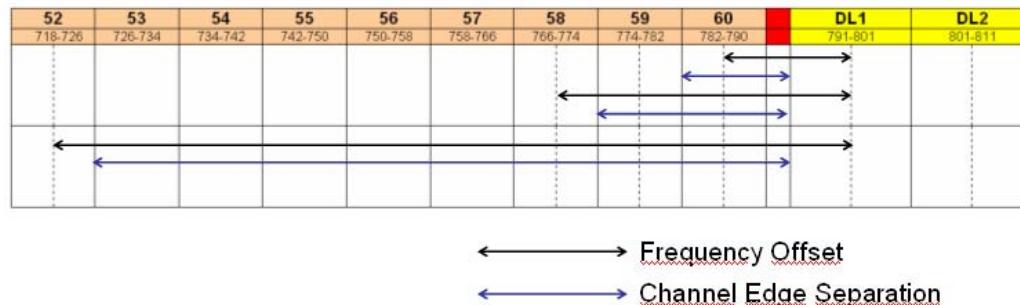 52 53 54 55 56 57 58 59 60 DL1 DL2
718-726 726-734 734-742 742-750 750-758 758-766 766-774 774-782 782-790 791-801 801-811
Frequency Offset
Channel Edge Separation